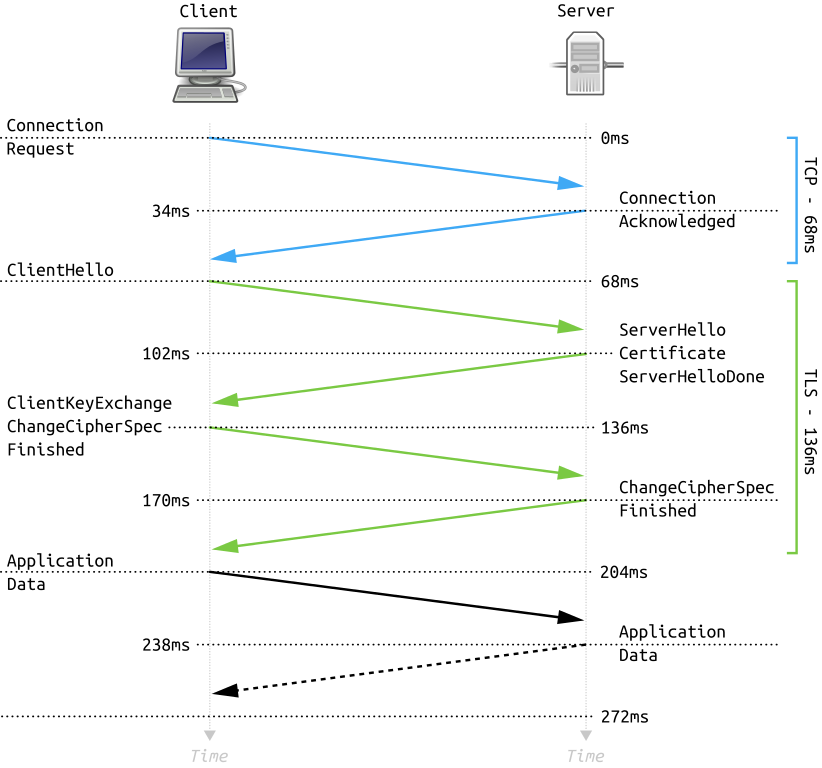 Client
Server
Connection
Request
0ms
TCP - 68ms
34ms
Connection
Acknowledged
ClientHello
68ms
102ms
ServerHello
Certificate
ServerHelloDone
TLS - 136ms
ClientKeyExchange
ChangeCipherSpec
Finished
136ms
170ms
ChangeCipherSpec
Finished
Application
Data
204ms
238ms
Application
Data
272ms
Time
Time